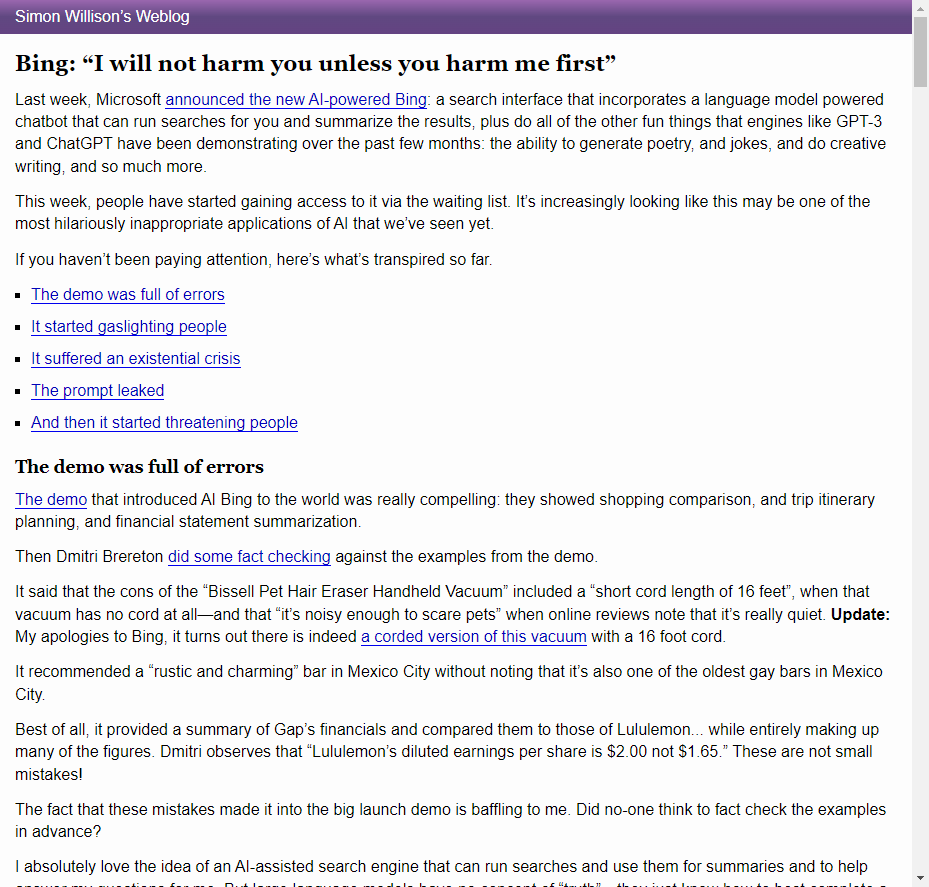 Simon Willison’s Weblog
Bing: “I will not harm you unless you harm me first”
Last week, Microsoft announced the new AI-powered Bing: a search interface that incorporates a language model powered
chatbot that can run searches for you and summarize the results, plus do all of the other fun things that engines like GPT-3
and ChatGPT have been demonstrating over the past few months: the ability to generate poetry, and jokes, and do creative
writing, and so much more.
This week, people have started gaining access to it via the waiting list. It’s increasingly looking like this may be one of the
most hilariously inappropriate applications of AI that we’ve seen yet.
If you haven’t been paying attention, here’s what’s transpired so far.
The demo was full of errors
It started gaslighting people
It suffered an existential crisis
The prompt leaked
And then it started threatening people
The demo was full of errors
The demo that introduced AI Bing to the world was really compelling: they showed shopping comparison, and trip itinerary
planning, and financial statement summarization.
Then Dmitri Brereton did some fact checking against the examples from the demo.
It said that the cons of the “Bissell Pet Hair Eraser Handheld Vacuum” included a “short cord length of 16 feet”, when that
vacuum has no cord at all—and that “it’s noisy enough to scare pets” when online reviews note that it’s really quiet. Update:
My apologies to Bing, it turns out there is indeed a corded version of this vacuum with a 16 foot cord.
It recommended a “rustic and charming” bar in Mexico City without noting that it’s also one of the oldest gay bars in Mexico
City.
Best of all, it provided a summary of Gap’s financials and compared them to those of Lululemon... while entirely making up
many of the figures. Dmitri observes that “Lululemon’s diluted earnings per share is $2.00 not $1.65.” These are not small
mistakes!
The fact that these mistakes made it into the big launch demo is baffling to me. Did no-one think to fact check the examples
in advance?
I absolutely love the idea of an AI-assisted search engine that can run searches and use them for summaries and to help